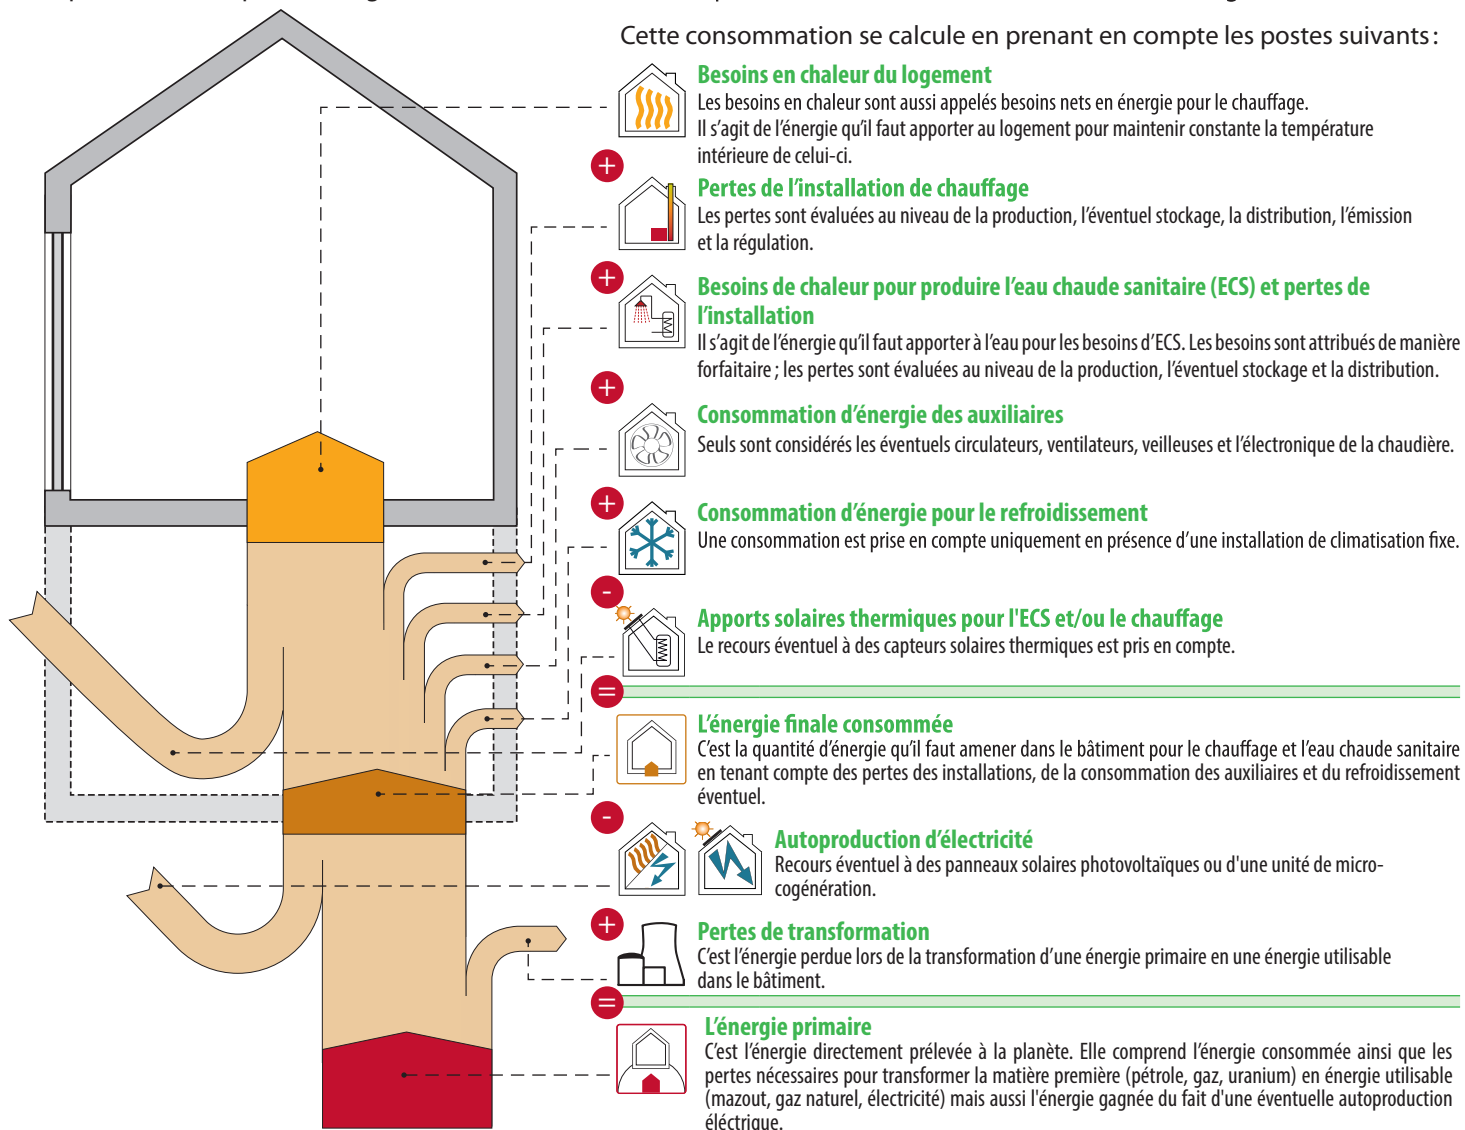 Cette consommation se calcule en prenant en compte les postes suivants :
Besoins en chaleur du logement
Les besoins en chaleur sont aussi appelés besoins nets en énergie pour le chauffage.
Il s'agit de l'énergie qu'il faut apporter au logement pour maintenir constante la température
intérieure de celui-ci.
+
Pertes de l'installation de chauffage
Les pertes sont évaluées au niveau de la production, l'éventuel stockage, la distribution, l'émission
et la régulation.
+
Besoins de chaleur pour produire l'eau chaude sanitaire (ECS) et pertes de
l'installation
Il s'agit de l'énergie qu'il faut apporter à l'eau pour les besoins d'ECS. Les besoins sont attribués de manière
forfaitaire ; les pertes sont évaluées au niveau de la production, l'éventuel stockage et la distribution.
+
Consommation d'énergie des auxiliaires
Seuls sont considérés les éventuels circulateurs, ventilateurs, veilleuses et l'électronique de la chaudière.
+
Consommation d'énergie pour le refroidissement
Une consommation est prise en compte uniquement en présence d'une installation de climatisation fixe.
-
Apports solaires thermiques pour l'ECS et/ou le chauffage
Le recours éventuel à des capteurs solaires thermiques est pris en compte.
=
L'énergie finale consommée
C'est la quantité d'énergie qu'il faut amener dans le bâtiment pour le chauffage et l'eau chaude sanitaire
en tenant compte des pertes des installations, de la consommation des auxiliaires et du refroidissement
éventuel.
-
Autoproduction d'électricité
Recours éventuel à des panneaux solaires photovoltaïques ou d'une unité de micro-
cogénération.
+
Pertes de transformation
C'est l'énergie perdue lors de la transformation d'une énergie primaire en une énergie utilisable
dans le bâtiment.
=
L'énergie primaire
C'est l'énergie directement prélevée à la planète. Elle comprend l'énergie consommée ainsi que les
pertes nécessaires pour transformer la matière première (pétrole, gaz, uranium) en énergie utilisable
(mazout, gaz naturel, électricité) mais aussi l'énergie gagnée du fait d'une éventuelle autoproduction
éléctrique.